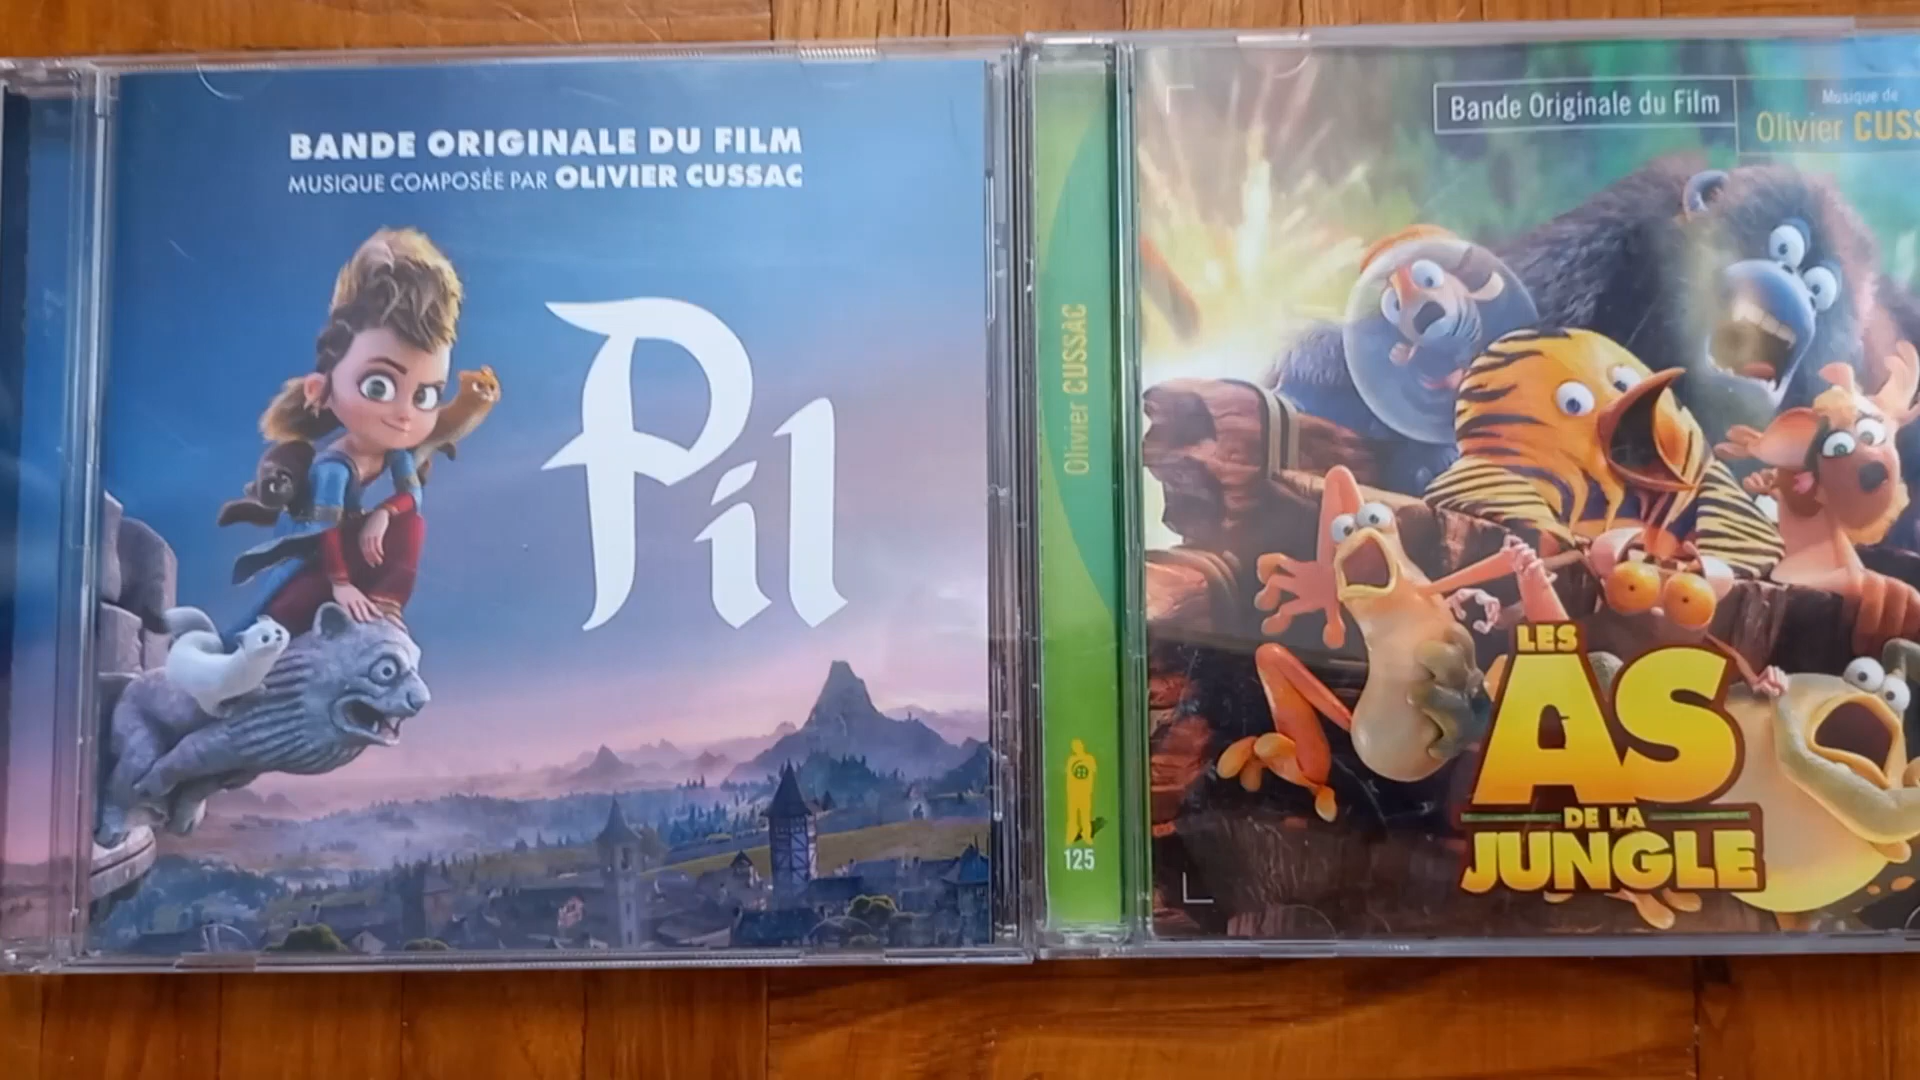 BANDE ORIGINALE DU FILM
MUSIQUE COMPOSÉE PAR OLIVIER CUSSAC
Pil
Olivier CUSSAC
125
Bande Originale du Film
Musique de
Olivier CUSS
LES
AS
DE LA
JUNGLE